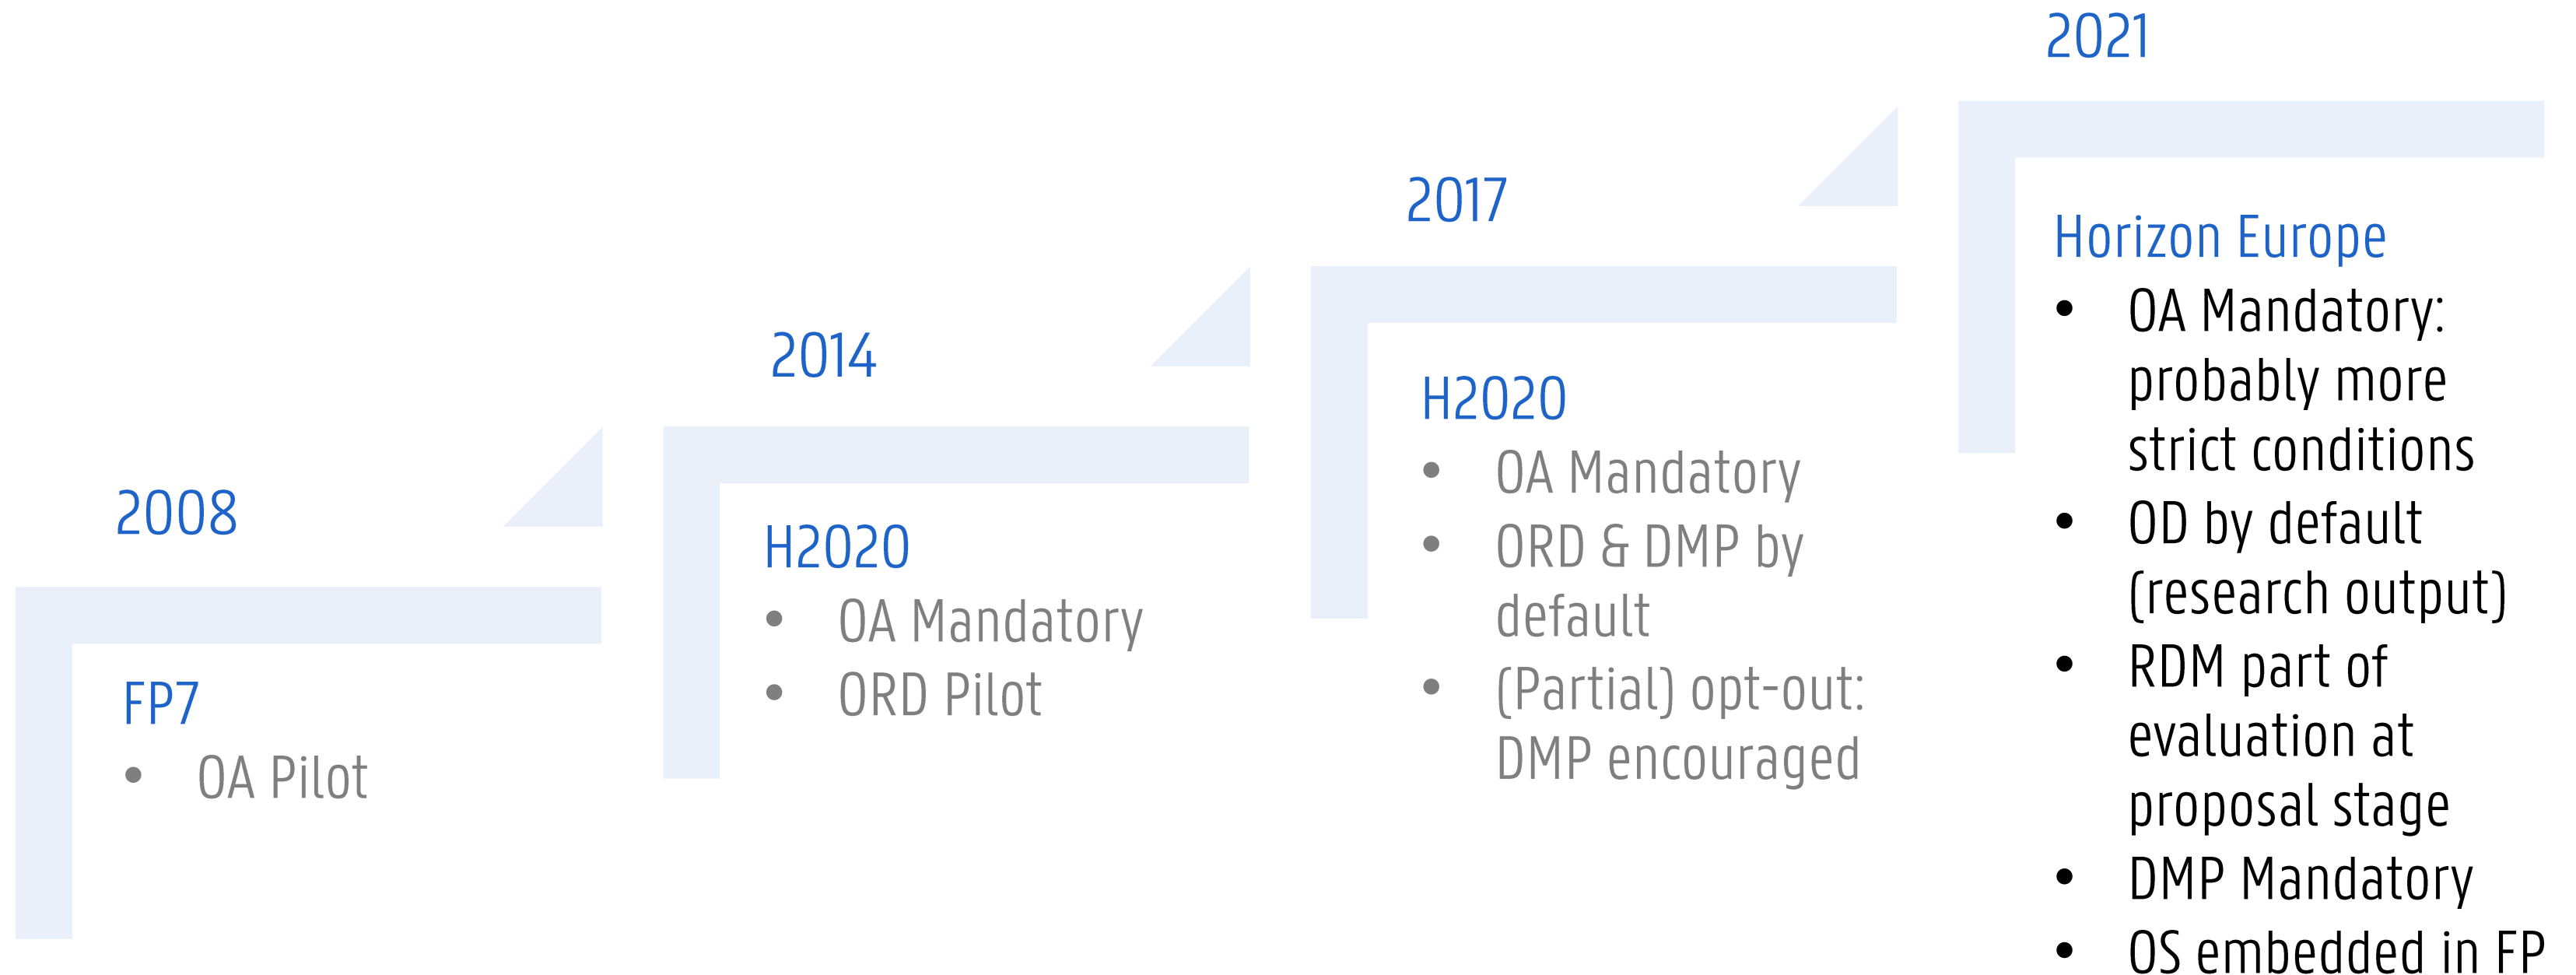 2008
FP7
• OA Pilot
2014
H2020
• OA Mandatory
• ORD Pilot
2017
H2020
• OA Mandatory
• ORD & DMP by
default
• (Partial) opt-out:
DMP encouraged
2021
Horizon Europe
• OA Mandatory:
probably more
strict conditions
• OD by default
(research output)
• RDM part of
evaluation at
proposal stage
• DMP Mandatory
• OS embedded in FP